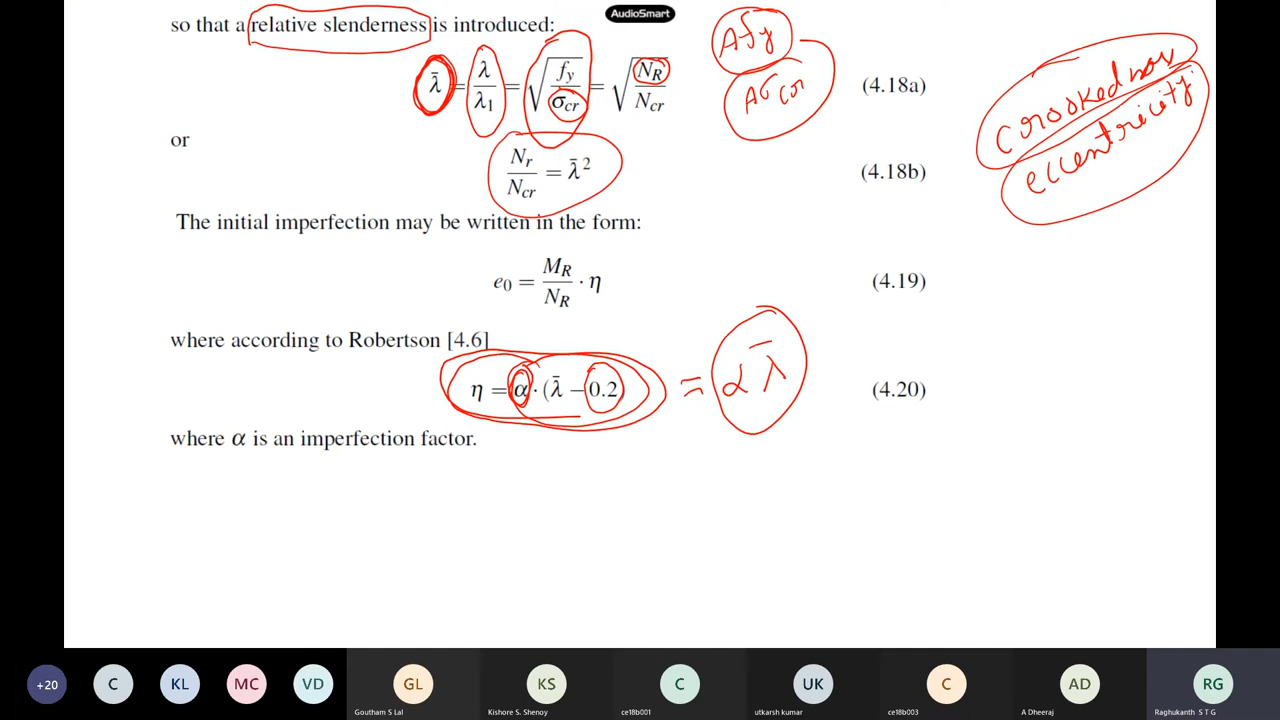 AudioSmart
so that a relative slenderness is introduced:
λ̄ = λ/λ₁ = √(f_y/σ_cr) = √(N_R/N_cr) (4.18a)
Afy
Aσcr
crookedness
eccentricity
or
N_r/N_cr = λ̄² (4.18b)
The initial imperfection may be written in the form:
e₀ = M_R/N_R · η (4.19)
where according to Robertson [4.6]
η = α · (λ̄ − 0.2) = αλ̄ (4.20)
where α is an imperfection factor.
+20 C KL MC VD GL KS C UK C AD RG
Goutham S Lal Kishore S. Shenoy ce18b001 utkarsh kumar ce18b003 A Dheeraj Raghukanth S T G